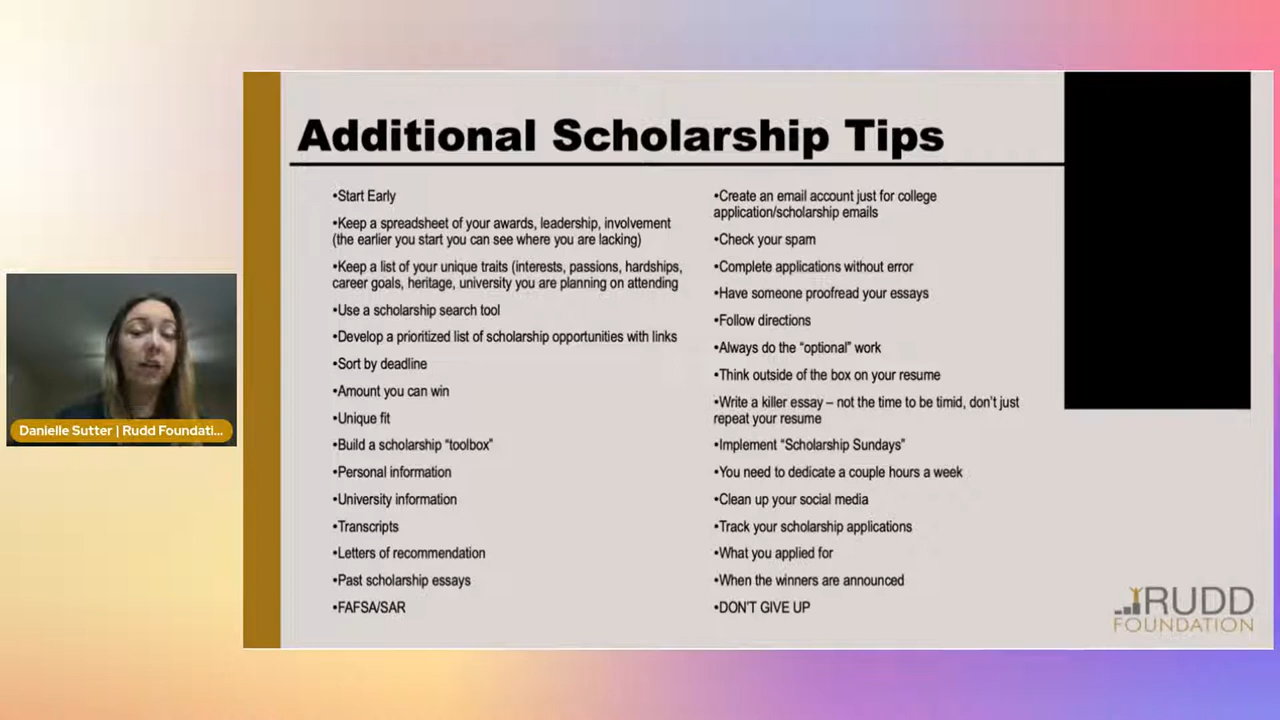 Additional Scholarship Tips
•Start Early
•Keep a spreadsheet of your awards, leadership, involvement
(the earlier you start you can see where you are lacking)
•Keep a list of your unique traits (interests, passions, hardships,
career goals, heritage, university you are planning on attending
•Use a scholarship search tool
•Develop a prioritized list of scholarship opportunities with links
•Sort by deadline
•Amount you can win
•Unique fit
•Build a scholarship “toolbox”
•Personal information
•University information
•Transcripts
•Letters of recommendation
•Past scholarship essays
•FAFSA/SAR
•Create an email account just for college
application/scholarship emails
•Check your spam
•Complete applications without error
•Have someone proofread your essays
•Follow directions
•Always do the “optional” work
•Think outside of the box on your resume
•Write a killer essay – not the time to be timid, don’t just
repeat your resume
•Implement “Scholarship Sundays”
•You need to dedicate a couple hours a week
•Clean up your social media
•Track your scholarship applications
•What you applied for
•When the winners are announced
•DON’T GIVE UP
Danielle Sutter | Rudd Foundati...
RUDD
FOUNDATION